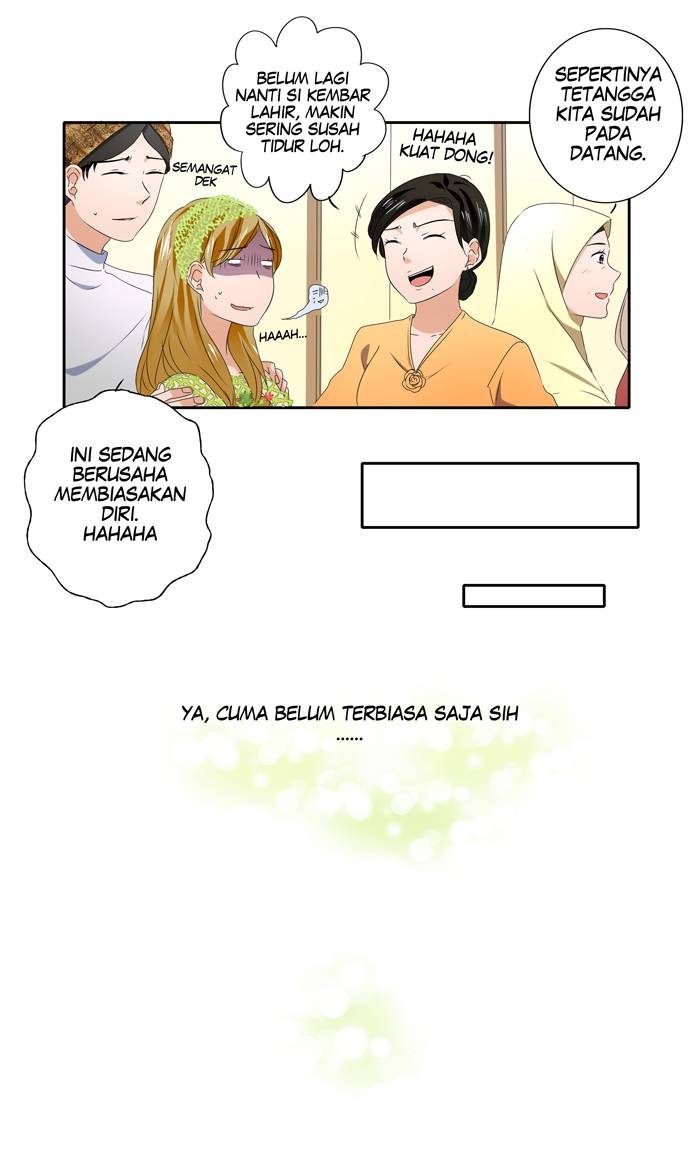 BELUM LAGI
NANTI SI KEMBAR
LAHIR, MAKIN
SERING SUSAH
TIDUR LOH.
SEPERTINYA
TETANGGA
KITA SUDAH
PADA
DATANG.
HAHAHA
KUAT DONG!
SEMANGAT
DEK
HAAAH...
INI SEDANG
BERUSAHA
MEMBIASAKAN
DIRI.
HAHAHA
YA, CUMA BELUM TERBIASA SAJA SIH
......